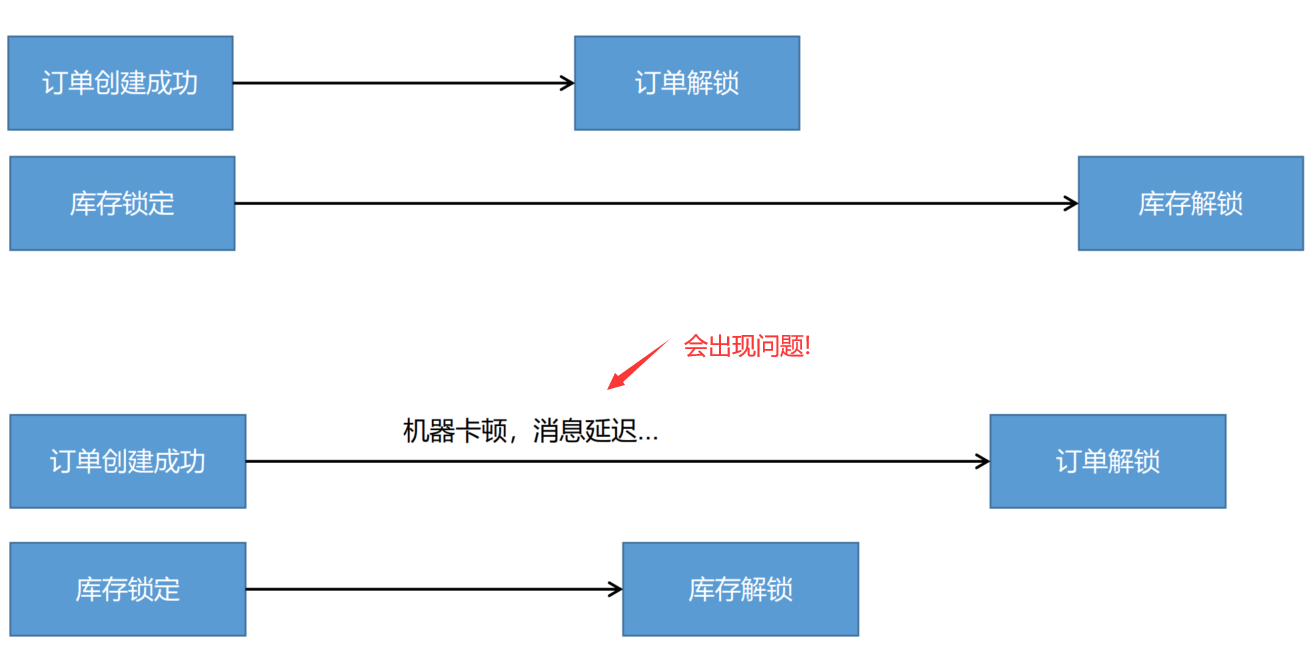 订单创建成功
订单解锁
库存锁定
库存解锁
会出现问题!
机器卡顿，消息延迟...
订单创建成功
订单解锁
库存锁定
库存解锁